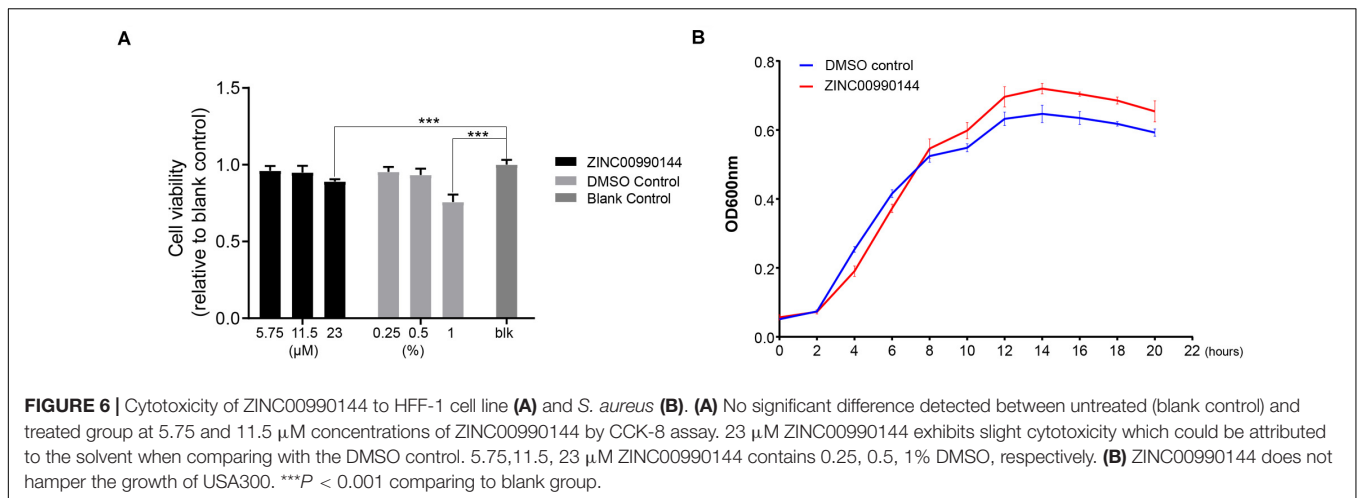 A
Cell viability
(relative to blank control)
1.5
1.0
0.5
0.0
***
***
5.75 11.5 23 0.25 0.5 1 blk
(μM) (%)
ZINC00990144
DMSO Control
Blank Control
B
DMSO control
ZINC00990144
OD600nm
0.8
0.6
0.4
0.2
0.0
0 2 4 6 8 10 12 14 16 18 20 22 (hours)
FIGURE 6 | Cytotoxicity of ZINC00990144 to HFF-1 cell line (A) and S. aureus (B). (A) No significant difference detected between untreated (blank control) and
treated group at 5.75 and 11.5 μM concentrations of ZINC00990144 by CCK-8 assay. 23 μM ZINC00990144 exhibits slight cytotoxicity which could be attributed
to the solvent when comparing with the DMSO control. 5.75,11.5, 23 μM ZINC00990144 contains 0.25, 0.5, 1% DMSO, respectively. (B) ZINC00990144 does not
hamper the growth of USA300. ***P < 0.001 comparing to blank group.